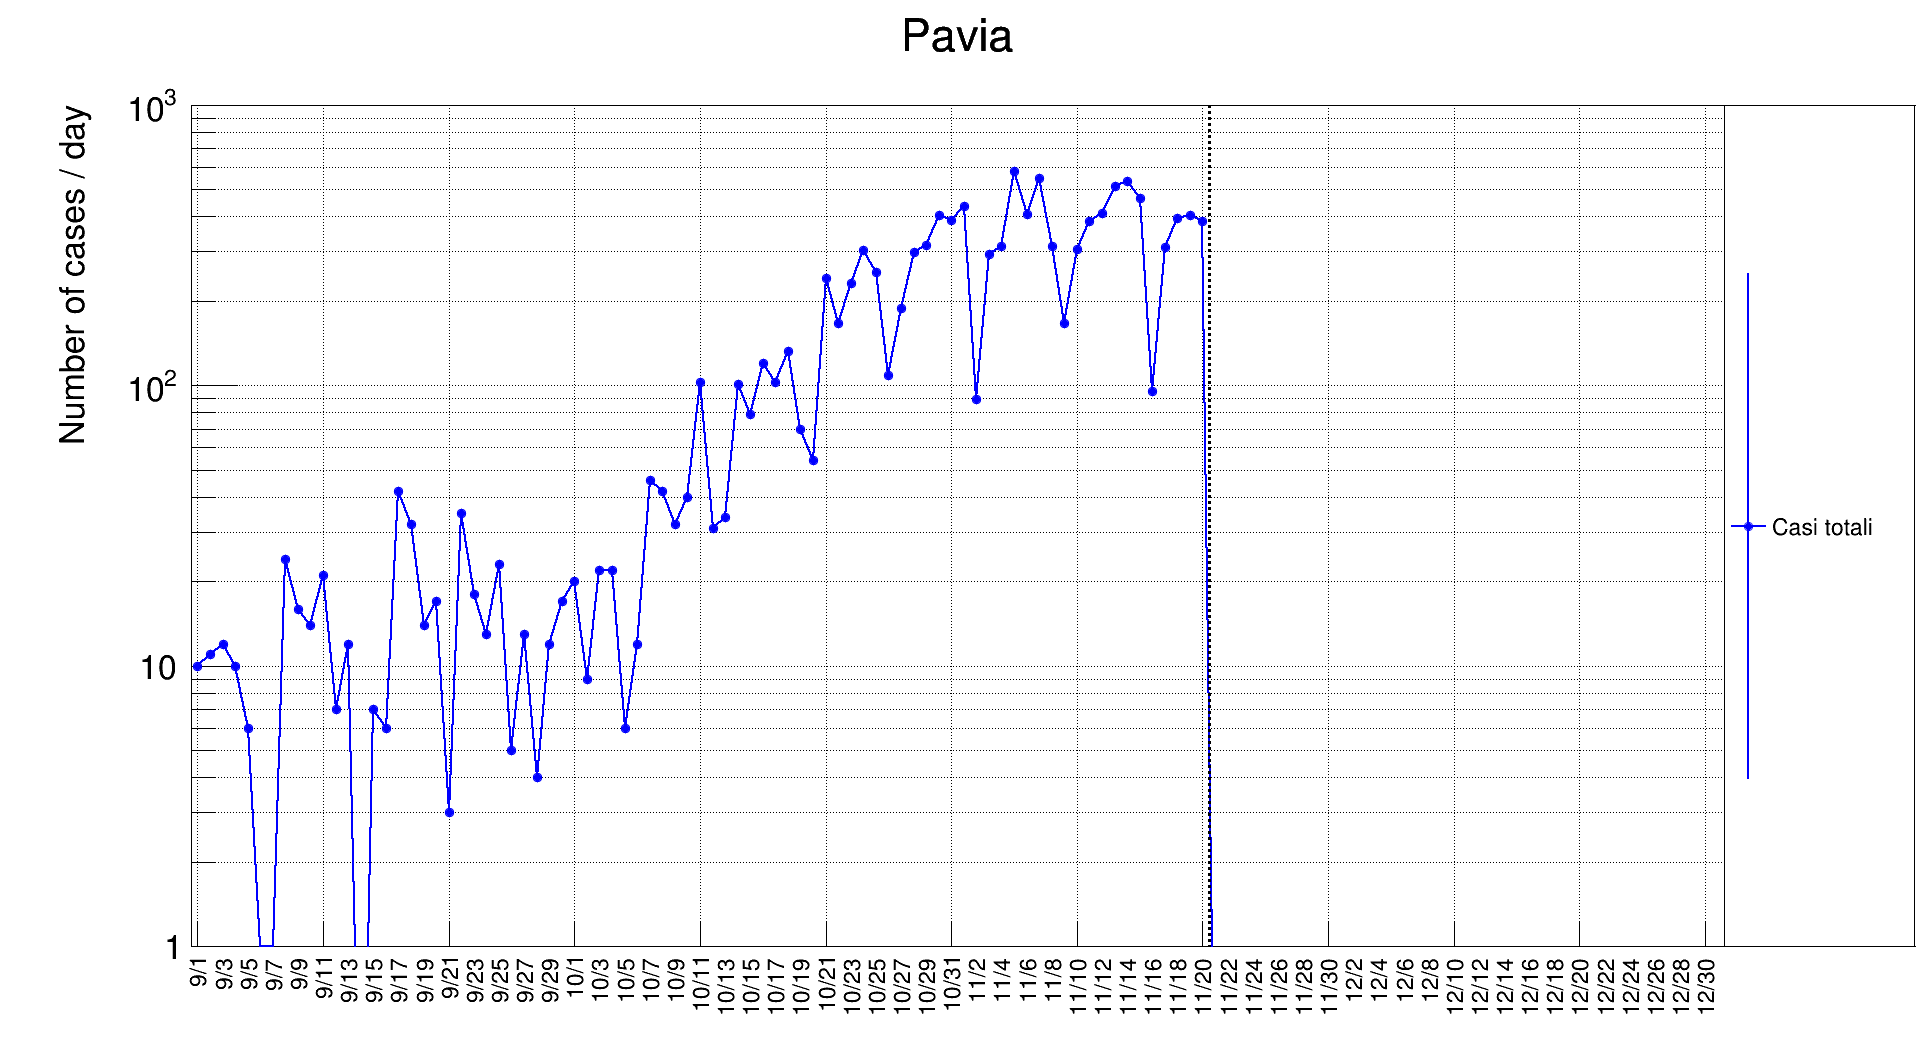 Pavia
Number of cases / day
10³
10²
10
1
9/1 9/3 9/5 9/7 9/9 9/11 9/13 9/15 9/17 9/19 9/21 9/23 9/25 9/27 9/29 10/1 10/3 10/5 10/7 10/9 10/11 10/13 10/15 10/17 10/19 10/21 10/23 10/25 10/27 10/29 10/31 11/2 11/4 11/6 11/8 11/10 11/12 11/14 11/16 11/18 11/20 11/22 11/24 11/26 11/28 11/30 12/2 12/4 12/6 12/8 12/10 12/12 12/14 12/16 12/18 12/20 12/22 12/24 12/26 12/28 12/30
Casi totali